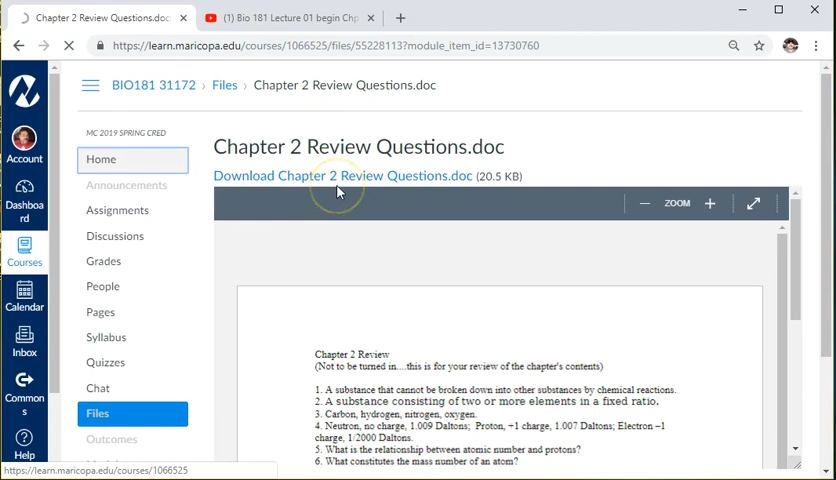 Chapter 2 Review Questions.doc
(1) Bio 181 Lecture 01 begin Chp
https://learn.maricopa.edu/courses/1066525/files/55228113?module_item_id=13730760
BIO181 31172 › Files › Chapter 2 Review Questions.doc
MC 2019 SPRING CRED
Account
Dashboa
rd
Courses
Calendar
Inbox
Common
s
Help
Home
Announcements
Assignments
Discussions
Grades
People
Pages
Syllabus
Quizzes
Chat
Files
Outcomes
Chapter 2 Review Questions.doc
Download Chapter 2 Review Questions.doc (20.5 KB)
ZOOM
Chapter 2 Review
(Not to be turned in....this is for your review of the chapter's contents)
1. A substance that cannot be broken down into other substances by chemical reactions.
2. A substance consisting of two or more elements in a fixed ratio.
3. Carbon, hydrogen, nitrogen, oxygen.
4. Neutron, no charge, 1.009 Daltons; Proton, +1 charge, 1.007 Daltons; Electron –1
charge, 1/2000 Daltons.
5. What is the relationship between atomic number and protons?
6. What constitutes the mass number of an atom?
https://learn.maricopa.edu/courses/1066525